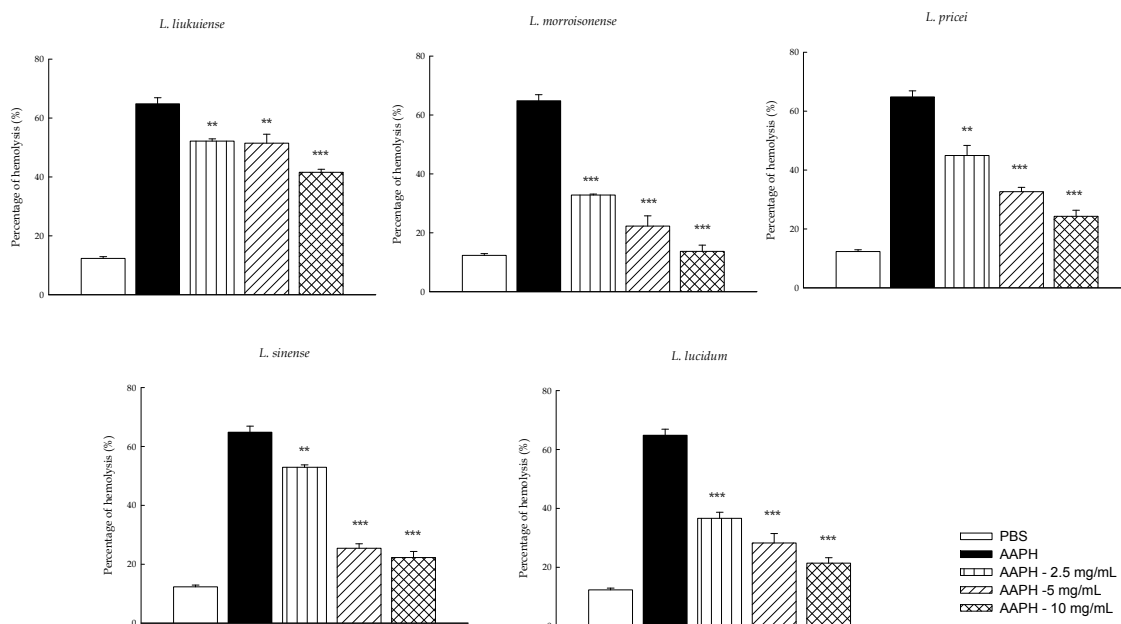 L. liukuiense
L. morroisonense
L. pricei
Percentage of hemolysis (%)
80
60
40
20
0
**
**
***
Percentage of hemolysis (%)
80
60
40
20
0
***
***
***
Percentage of hemolysis (%)
80
60
40
20
0
**
***
***
L. sinense
L. lucidum
Percentage of hemolysis (%)
80
60
40
20
0
**
***
***
Percentage of hemolysis (%)
80
60
40
20
0
***
***
***
PBS
AAPH
AAPH - 2.5 mg/mL
AAPH -5 mg/mL
AAPH - 10 mg/mL